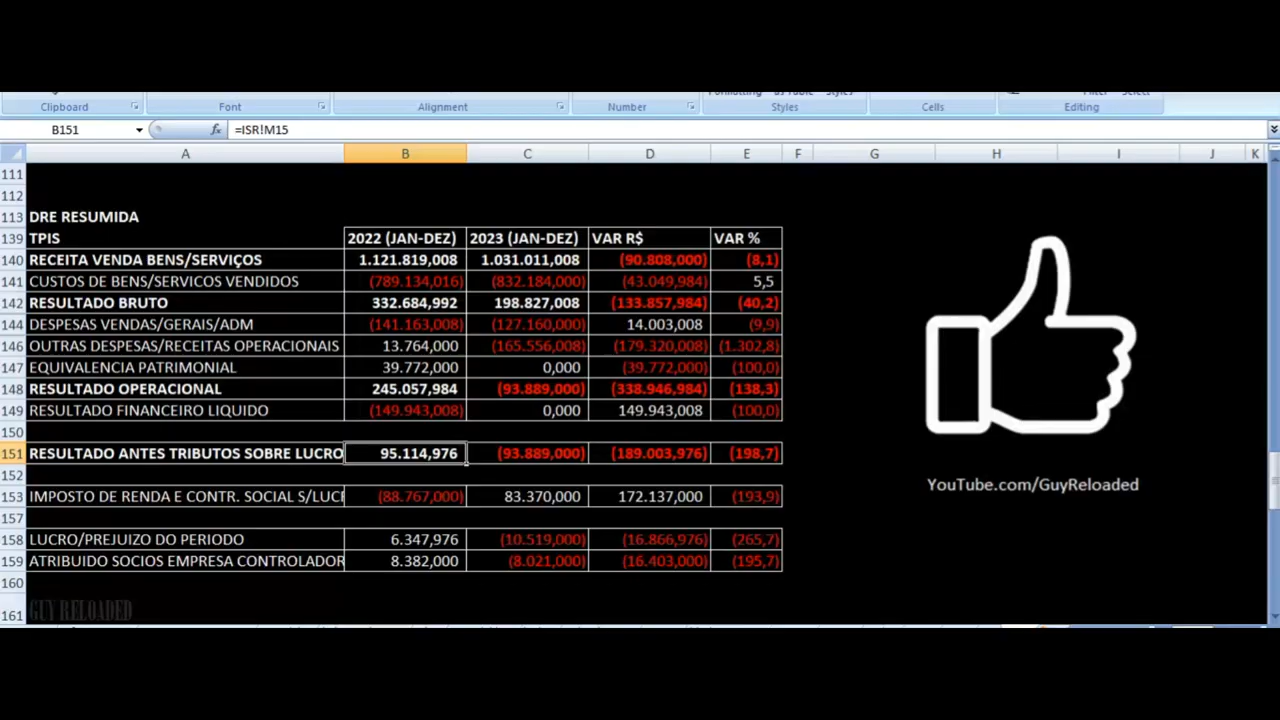 Clipboard Font Alignment Number Styles Cells Editing
B151 fx =ISR!M15
A B C D E F G H I J K
111
112
113 DRE RESUMIDA
139 TPIS 2022 (JAN-DEZ) 2023 (JAN-DEZ) VAR R$ VAR %
140 RECEITA VENDA BENS/SERVIÇOS 1.121.819,008 1.031.011,008 (90.808,000) (8,1)
141 CUSTOS DE BENS/SERVICOS VENDIDOS (789.134,016) (832.184,000) (43.049,984) 5,5
142 RESULTADO BRUTO 332.684,992 198.827,008 (133.857,984) (40,2)
144 DESPESAS VENDAS/GERAIS/ADM (141.163,008) (127.160,000) 14.003,008 (9,9)
146 OUTRAS DESPESAS/RECEITAS OPERACIONAIS 13.764,000 (165.556,008) (179.320,008) (1.302,8)
147 EQUIVALENCIA PATRIMONIAL 39.772,000 0,000 (39.772,000) (100,0)
148 RESULTADO OPERACIONAL 245.057,984 (93.889,000) (338.946,984) (138,3)
149 RESULTADO FINANCEIRO LIQUIDO (149.943,008) 0,000 149.943,008 (100,0)
150
151 RESULTADO ANTES TRIBUTOS SOBRE LUCRO 95.114,976 (93.889,000) (189.003,976) (198,7)
152
153 IMPOSTO DE RENDA E CONTR. SOCIAL S/LUCR (88.767,000) 83.370,000 172.137,000 (193,9)
157
158 LUCRO/PREJUIZO DO PERIODO 6.347,976 (10.519,000) (16.866,976) (265,7)
159 ATRIBUIDO SOCIOS EMPRESA CONTROLADOR 8.382,000 (8.021,000) (16.403,000) (195,7)
160
161 GUY RELOADED
YouTube.com/GuyReloaded